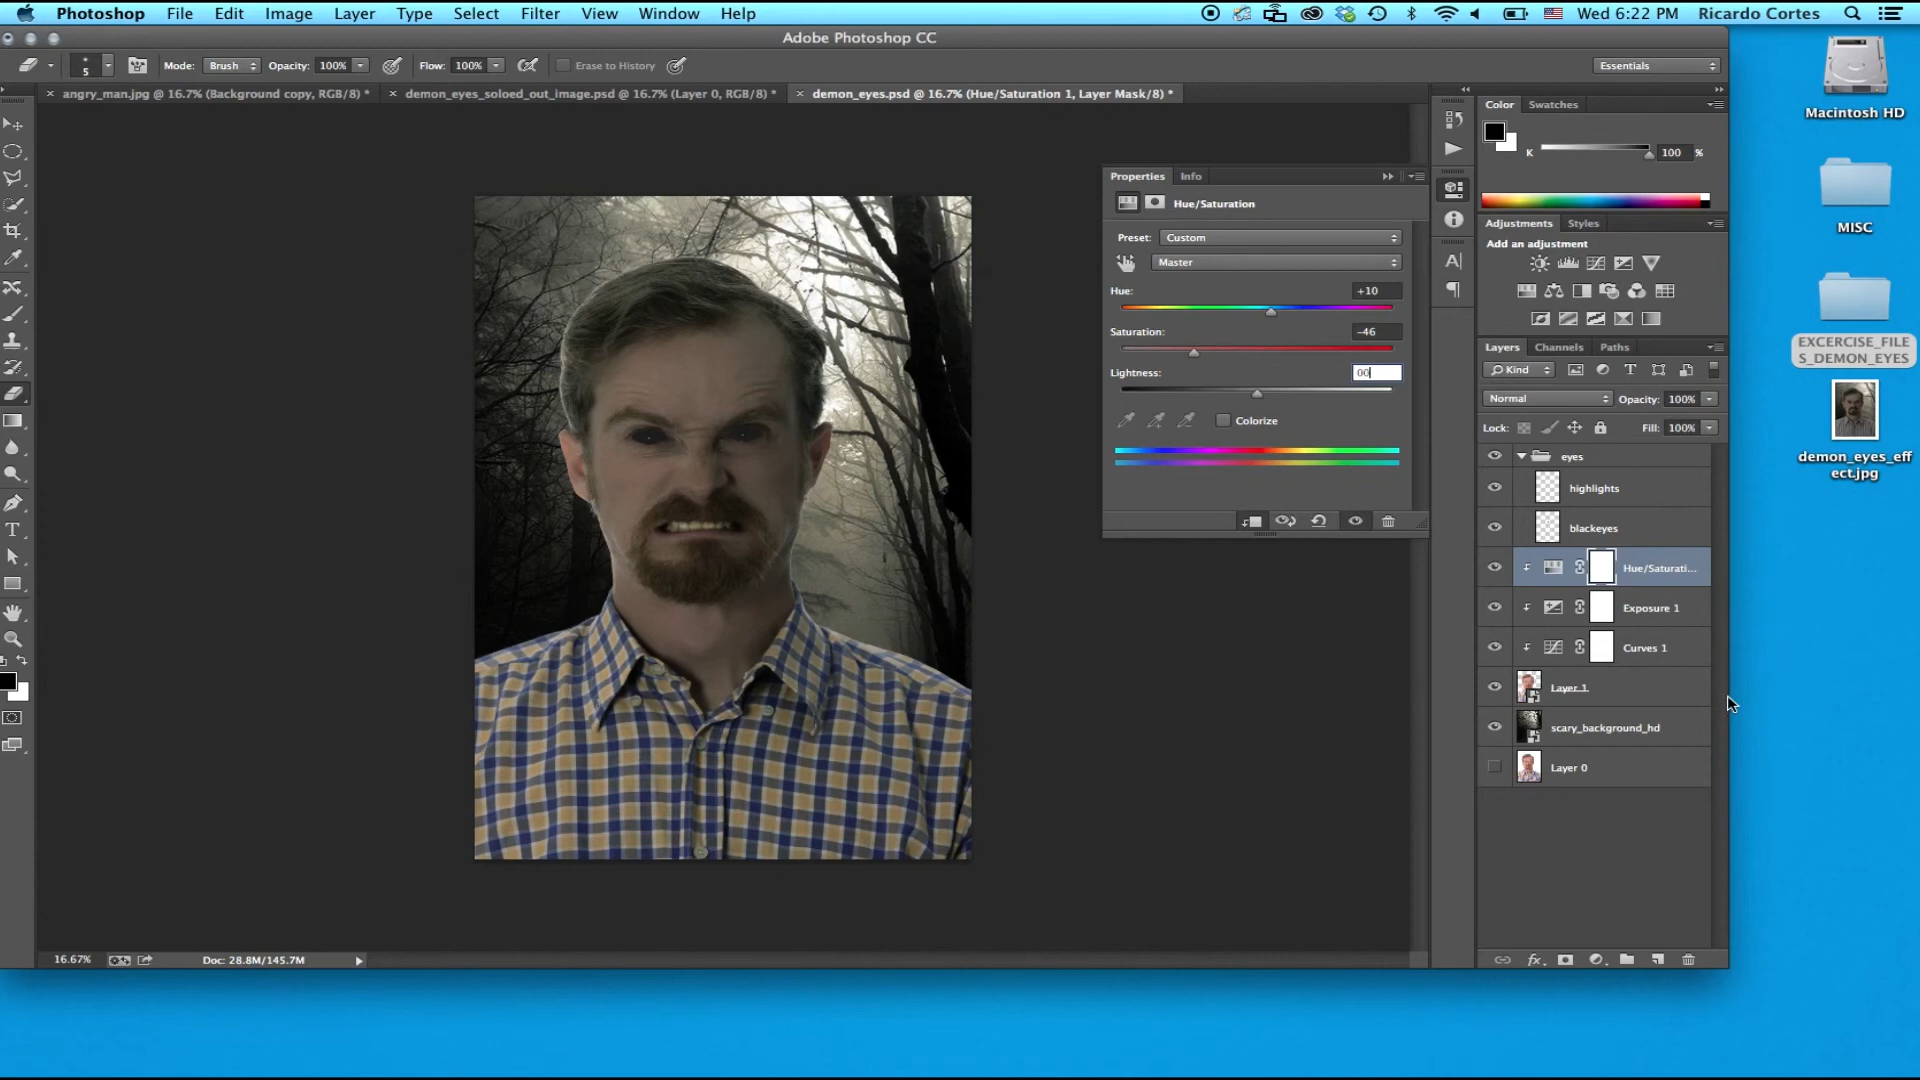 Photoshop File Edit Image Layer Type Select Filter View Window Help Wed 6:22 PM Ricardo Cortes
Adobe Photoshop CC
5 Mode: Brush Opacity: 100% Flow: 100% Erase to History Essentials
angry_man.jpg @ 16.7% (Background copy, RGB/8) * demon_eyes_soloed_out_image.psd @ 16.7% (Layer 0, RGB/8) * demon_eyes.psd @ 16.7% (Hue/Saturation 1, Layer Mask/8) *
Color Swatches
K 100 %
Properties Info
Hue/Saturation
Preset: Custom
Master
Hue: +10
Saturation: -46
Lightness: 00
Colorize
Adjustments Styles
Add an adjustment
Layers Channels Paths
Kind
Normal Opacity: 100%
Lock: Fill: 100%
eyes
highlights
blackeyes
Hue/Saturati...
Exposure 1
Curves 1
Layer 1
scary_background_hd
Layer 0
16.67% Doc: 28.8M/145.7M
Macintosh HD
MISC
EXCERCISE_FILE
S_DEMON_EYES
demon_eyes_eff
ect.jpg